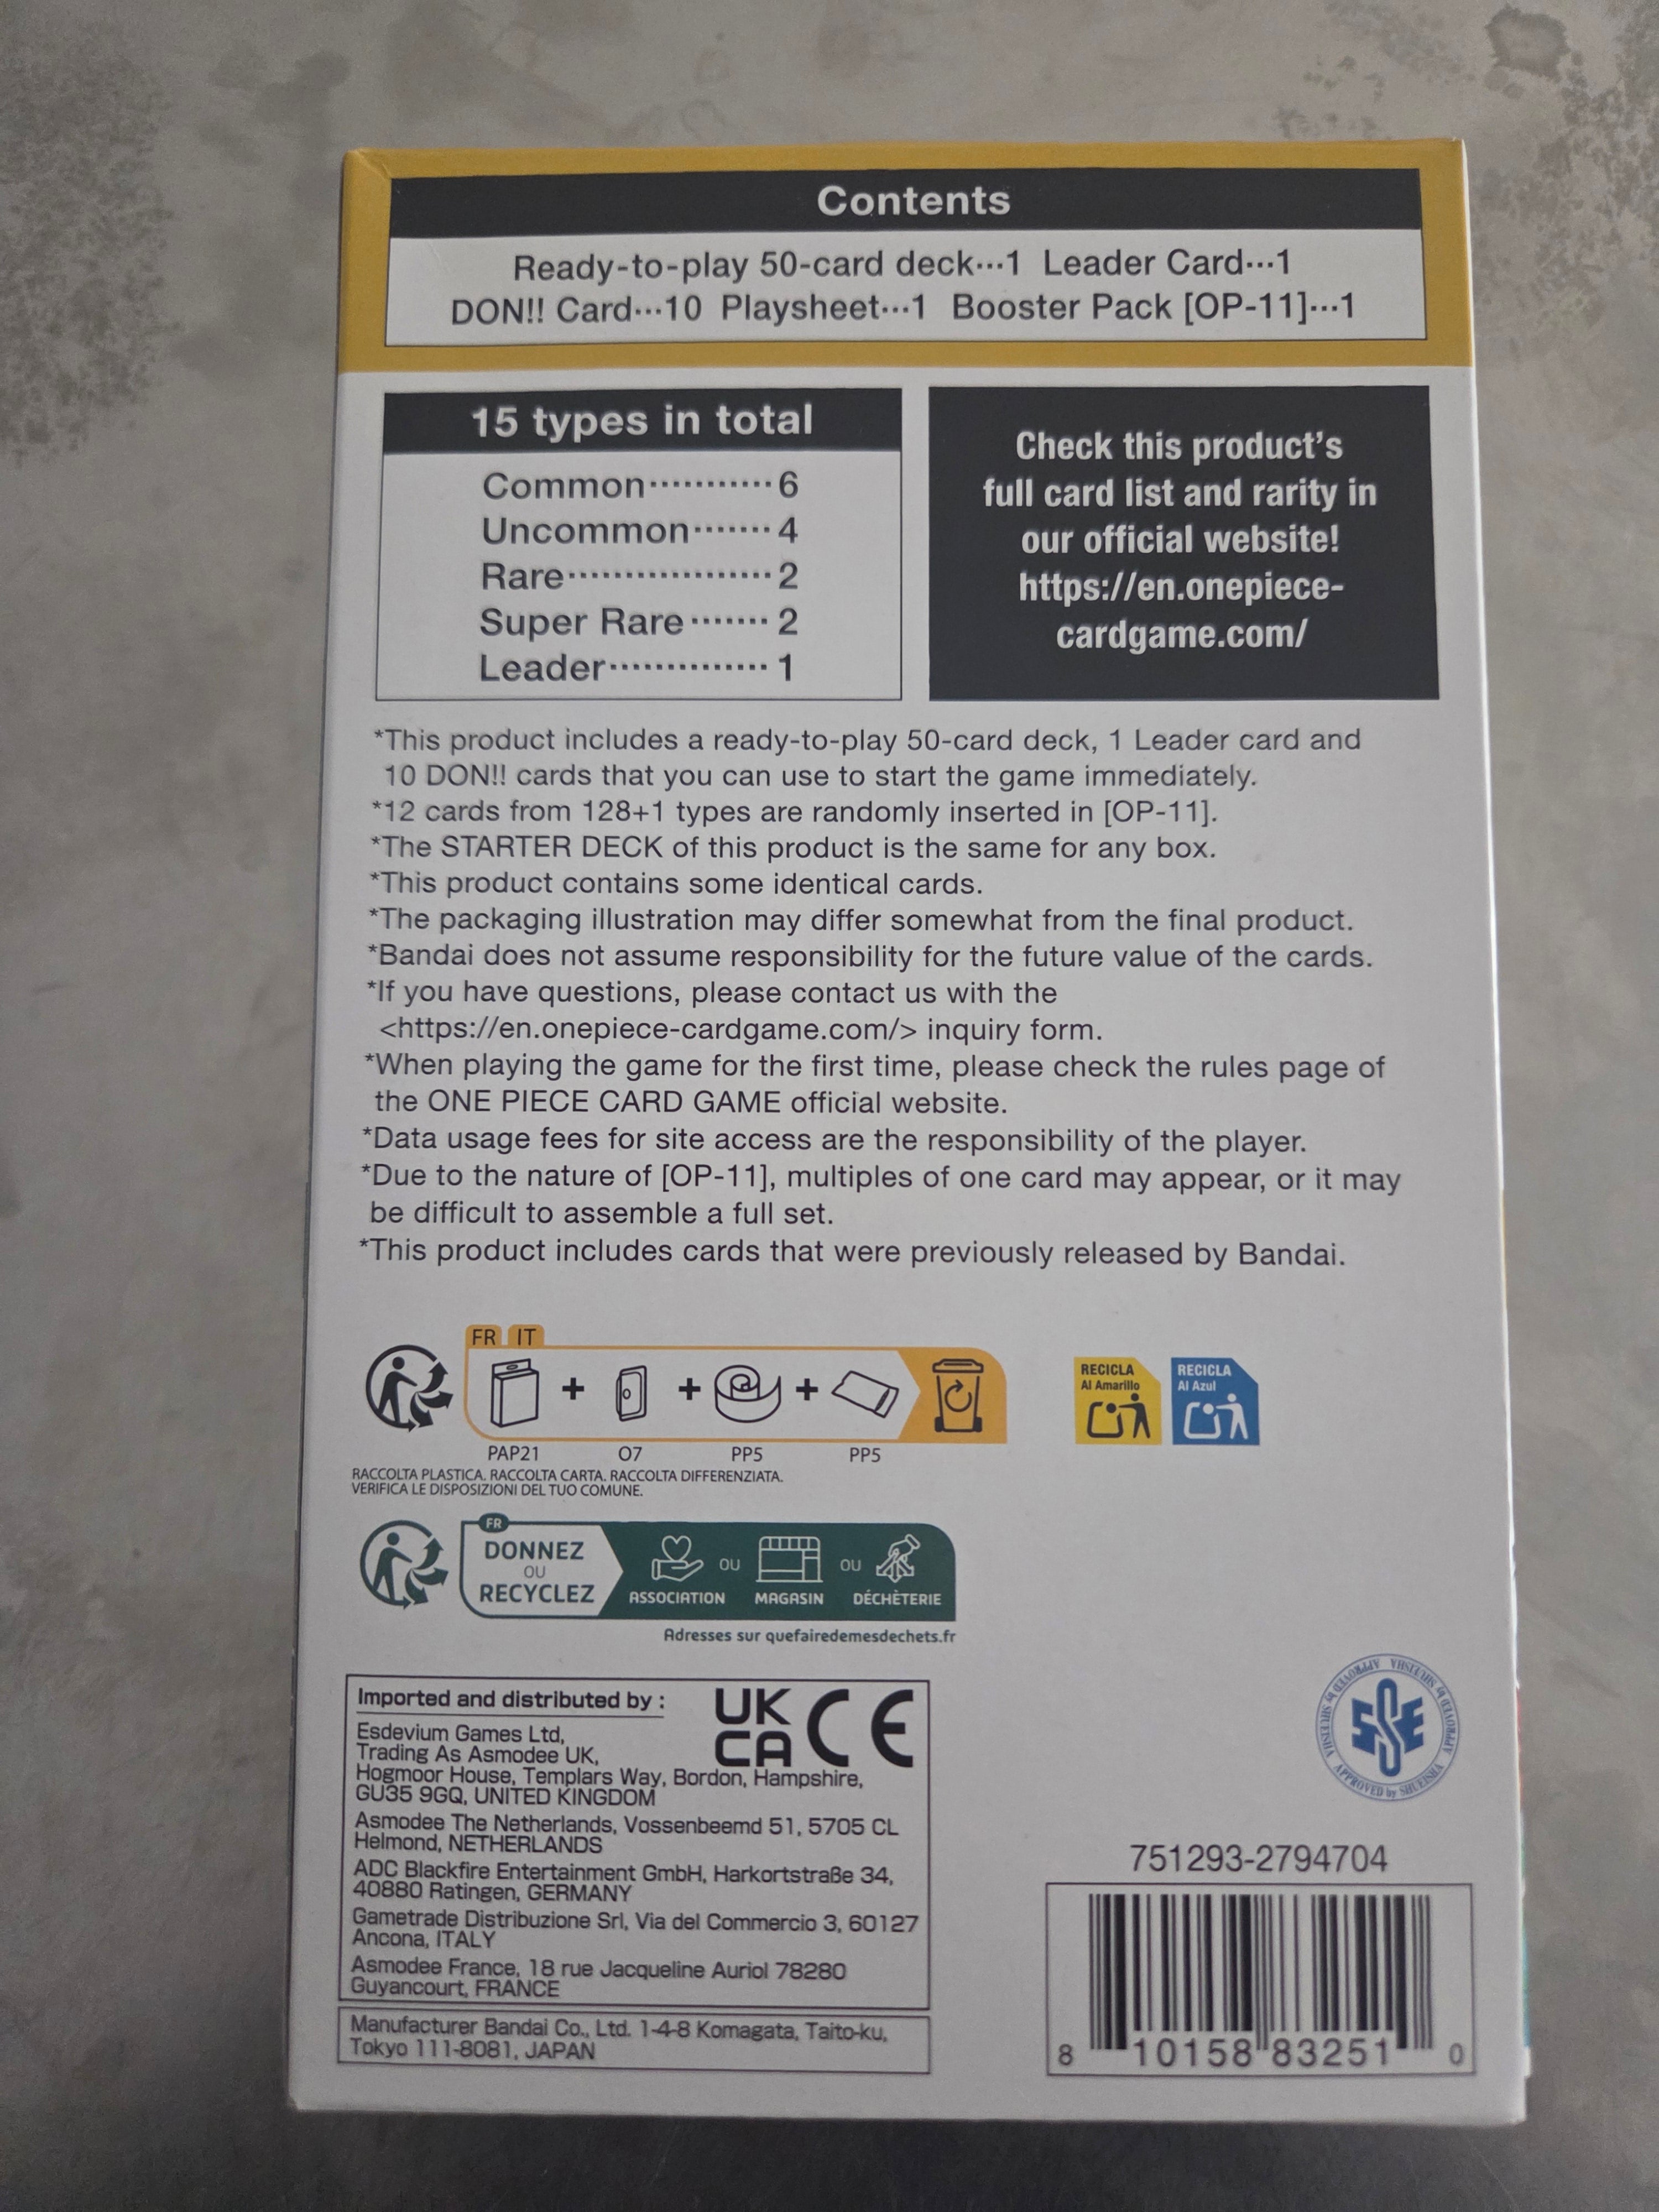 Contents
Ready-to-play 50-card deck…1 Leader Card…1
DON!! Card…10 Playsheet…1 Booster Pack [OP-11]…1
15 types in total
Common…………6
Uncommon……4
Rare………………2
Super Rare……2
Leader……………1
Check this product's
full card list and rarity in
our official website!
https://en.onepiece-
cardgame.com/
*This product includes a ready-to-play 50-card deck, 1 Leader card and
10 DON!! cards that you can use to start the game immediately.
*12 cards from 128+1 types are randomly inserted in [OP-11].
*The STARTER DECK of this product is the same for any box.
*This product contains some identical cards.
*The packaging illustration may differ somewhat from the final product.
*Bandai does not assume responsibility for the future value of the cards.
*If you have questions, please contact us with the
<https://en.onepiece-cardgame.com/> inquiry form.
*When playing the game for the first time, please check the rules page of
the ONE PIECE CARD GAME official website.
*Data usage fees for site access are the responsibility of the player.
*Due to the nature of [OP-11], multiples of one card may appear, or it may
be difficult to assemble a full set.
*This product includes cards that were previously released by Bandai.
FR IT
+ + +
PAP21 07 PP5 PP5
RACCOLTA PLASTICA. RACCOLTA CARTA. RACCOLTA DIFFERENZIATA.
VERIFICA LE DISPOSIZIONI DEL TUO COMUNE.
RECICLA
Al Amarillo
RECICLA
Al Azul
FR
DONNEZ
OU
RECYCLEZ
ASSOCIATION OU MAGASIN OU DÉCHÈTERIE
Adresses sur quefairedemesdechets.fr
Imported and distributed by :
UK
CA
CE
Esdevium Games Ltd,
Trading As Asmodee UK,
Hogmoor House, Templars Way, Bordon, Hampshire,
GU35 9GQ, UNITED KINGDOM
Asmodee The Netherlands, Vossenbeemd 51, 5705 CL
Helmond, NETHERLANDS
ADC Blackfire Entertainment GmbH, Harkortstraße 34,
40880 Ratingen, GERMANY
Gametrade Distribuzione Srl, Via del Commercio 3, 60127
Ancona, ITALY
Asmodee France, 18 rue Jacqueline Auriol 78280
Guyancourt, FRANCE
Manufacturer Bandai Co., Ltd. 1-4-8 Komagata, Taito-ku,
Tokyo 111-8081, JAPAN
APPROVED by SHUEISHA APPROVED by SHUEISHA APPROVED by SHUEISHA
SSE
751293-2794704
8 10158 83251 0